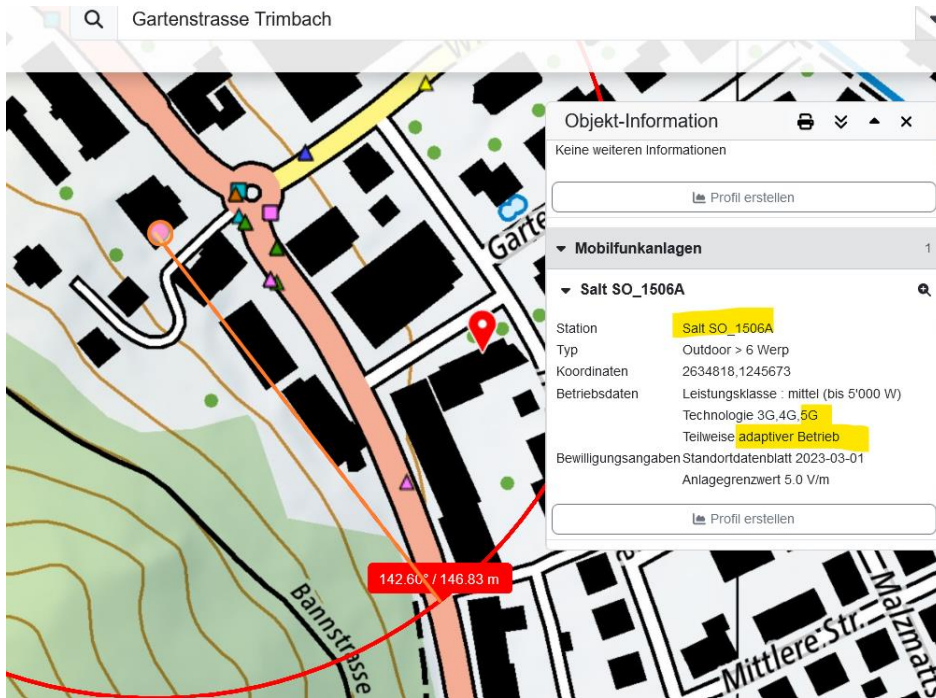 Gartenstrasse Trimbach
Objekt-Information
Keine weiteren Informationen
Profil erstellen
Mobilfunkanlagen 1
Salt SO_1506A
Station Salt SO_1506A
Typ Outdoor > 6 Werp
Koordinaten 2634818,1245673
Betriebsdaten Leistungsklasse : mittel (bis 5'000 W)
Technologie 3G,4G,5G
Teilweise adaptiver Betrieb
Bewilligungsangaben Standortdatenblatt 2023-03-01
Anlagegrenzwert 5.0 V/m
Profil erstellen
Garte
142.60° / 146.83 m
Bannstrasse
Mittlere Str.
Malzmatt